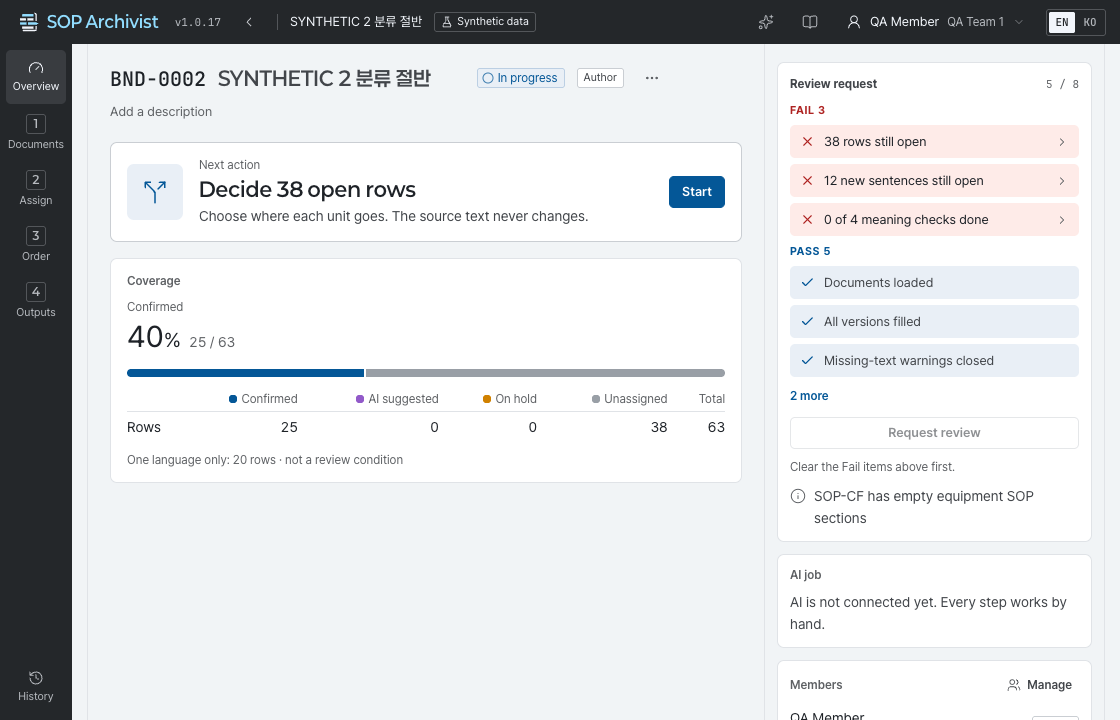 SOP Archivist v1.0.17 SYNTHETIC 2 분류 절반 Synthetic data QA Member QA Team 1 EN KO
Overview
1
Documents
2
Assign
3
Order
4
Outputs
History
BND-0002 SYNTHETIC 2 분류 절반 In progress Author
Add a description
Next action
Decide 38 open rows
Choose where each unit goes. The source text never changes.
Start
Coverage
Confirmed
40% 25 / 63
Confirmed AI suggested On hold Unassigned Total
Rows 25 0 0 38 63
One language only: 20 rows · not a review condition
Review request 5 / 8
FAIL 3
38 rows still open
12 new sentences still open
0 of 4 meaning checks done
PASS 5
Documents loaded
All versions filled
Missing-text warnings closed
2 more
Request review
Clear the Fail items above first.
SOP-CF has empty equipment SOP
sections
AI job
AI is not connected yet. Every step works by
hand.
Members Manage
QA Member